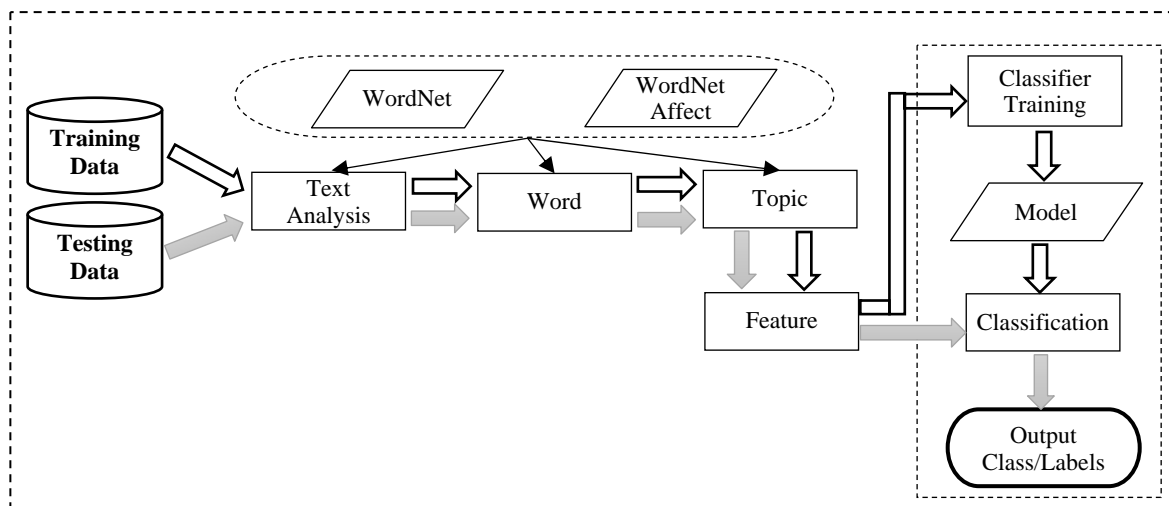 WordNet
WordNet
Affect
Classifier
Training
Training
Data
Text
Analysis
Word
Topic
Model
Testing
Data
Feature
Classification
Output
Class/Labels